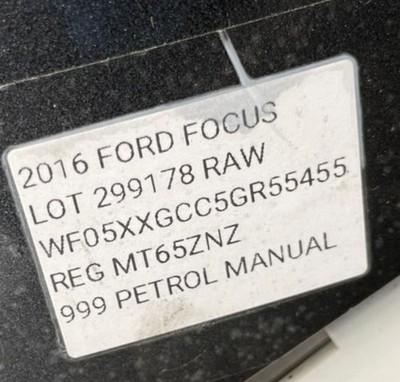 2016 FORD FOCUS
LOT 299178 RAW
WF05XXGCC5GR55455
REG MT65ZNZ
999 PETROL MANUAL